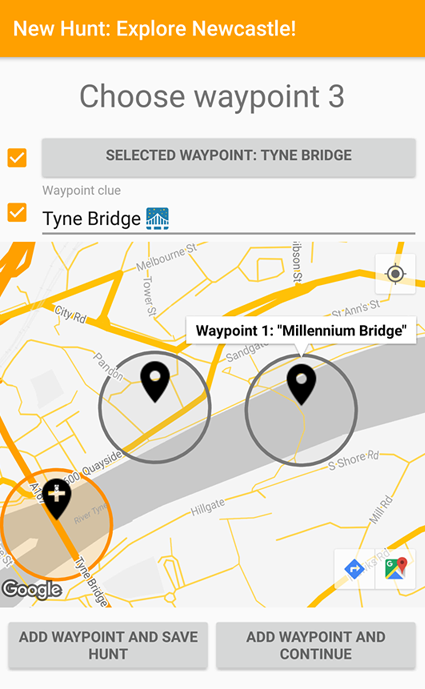 New Hunt: Explore Newcastle!
Choose waypoint 3
SELECTED WAYPOINT: TYNE BRIDGE
Waypoint clue
Tyne Bridge
Melbourne St
Tower St
City Rd
St Ann's St
Waypoint 1: "Millennium Bridge"
Sandgate
Pandon
Quayside
S Shore Rd
Hillgate
Mill Rd
River Tyne
Tyne Bridge
Google
ADD WAYPOINT AND SAVE
HUNT
ADD WAYPOINT AND
CONTINUE